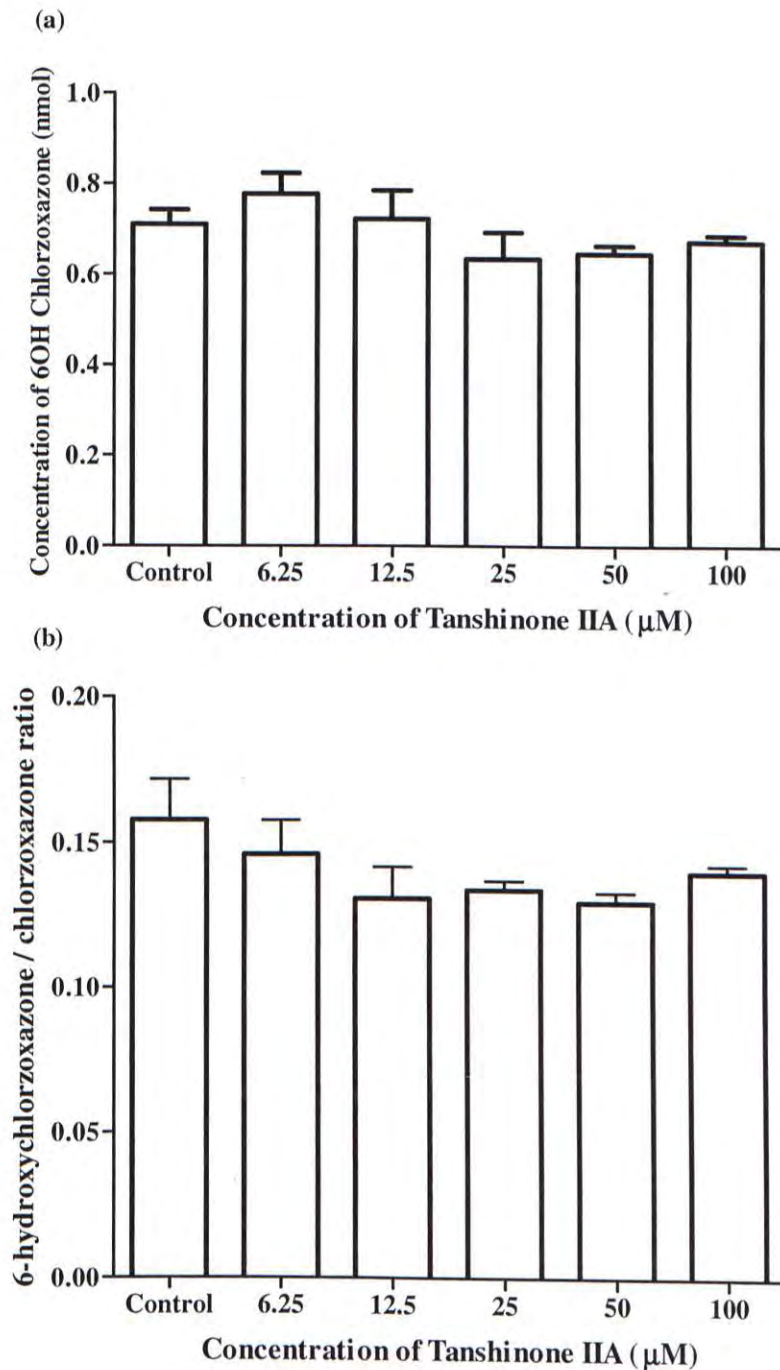 (a)
Concentration of 6OH Chlorzoxazone (nmol)
1.0
0.8
0.6
0.4
0.2
0.0
Control 6.25 12.5 25 50 100
Concentration of Tanshinone IIA (μM)
(b)
6-hydroxychlorzoxazone / chlorzoxazone ratio
0.20
0.15
0.10
0.05
0.00
Control 6.25 12.5 25 50 100
Concentration of Tanshinone IIA (μM)